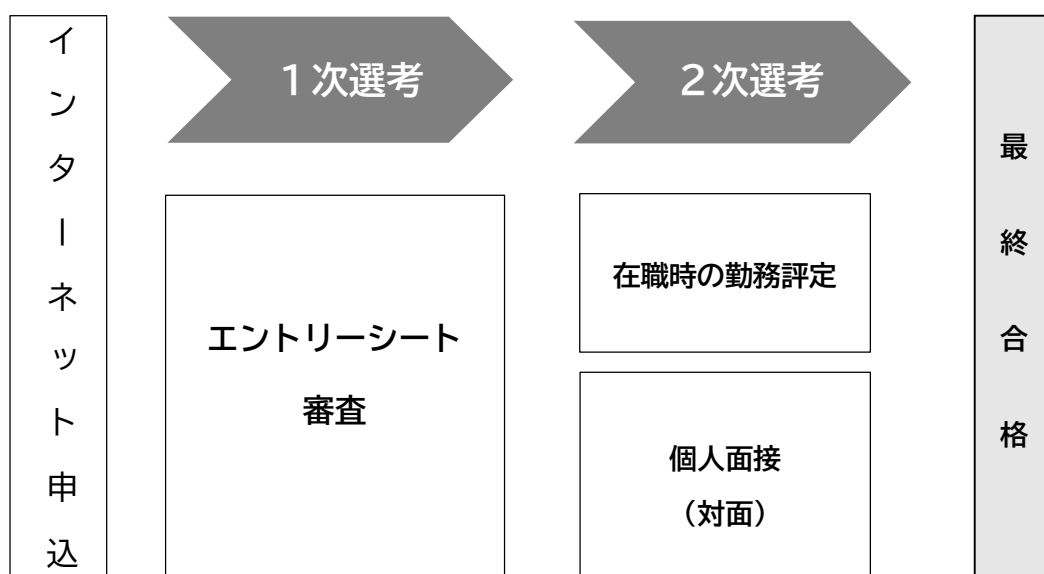 インターネット申込
１次選考
エントリーシート
審査
２次選考
在職時の勤務評定
個人面接
（対面）
最終合格